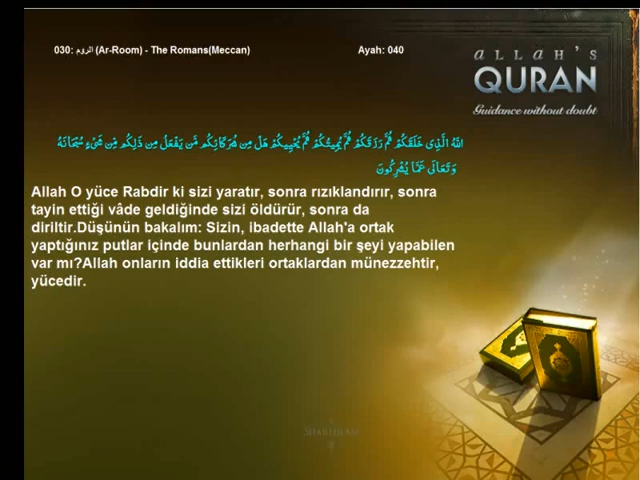 030: الروم (Ar-Room) - The Romans(Meccan) Ayah: 040
ALLAH'S
QURAN
Guidance without doubt
اللَّهُ الَّذِي خَلَقَكُمْ ثُمَّ رَزَقَكُمْ ثُمَّ يُمِيتُكُمْ ثُمَّ يُحْيِيكُمْ هَلْ مِن شُرَكَائِكُم مَّن يَفْعَلُ مِن ذَلِكُم مِّن شَيْءٍ سُبْحَانَهُ
وَتَعَالَى عَمَّا يُشْرِكُونَ
Allah O yüce Rabdir ki sizi yaratır, sonra rızıklandırır, sonra
tayin ettiği vâde geldiğinde sizi öldürür, sonra da
diriltir.Düşünün bakalım: Sizin, ibadette Allah'a ortak
yaptığınız putlar içinde bunlardan herhangi bir şeyi yapabilen
var mı?Allah onların iddia ettikleri ortaklardan münezzehtir,
yücedir.